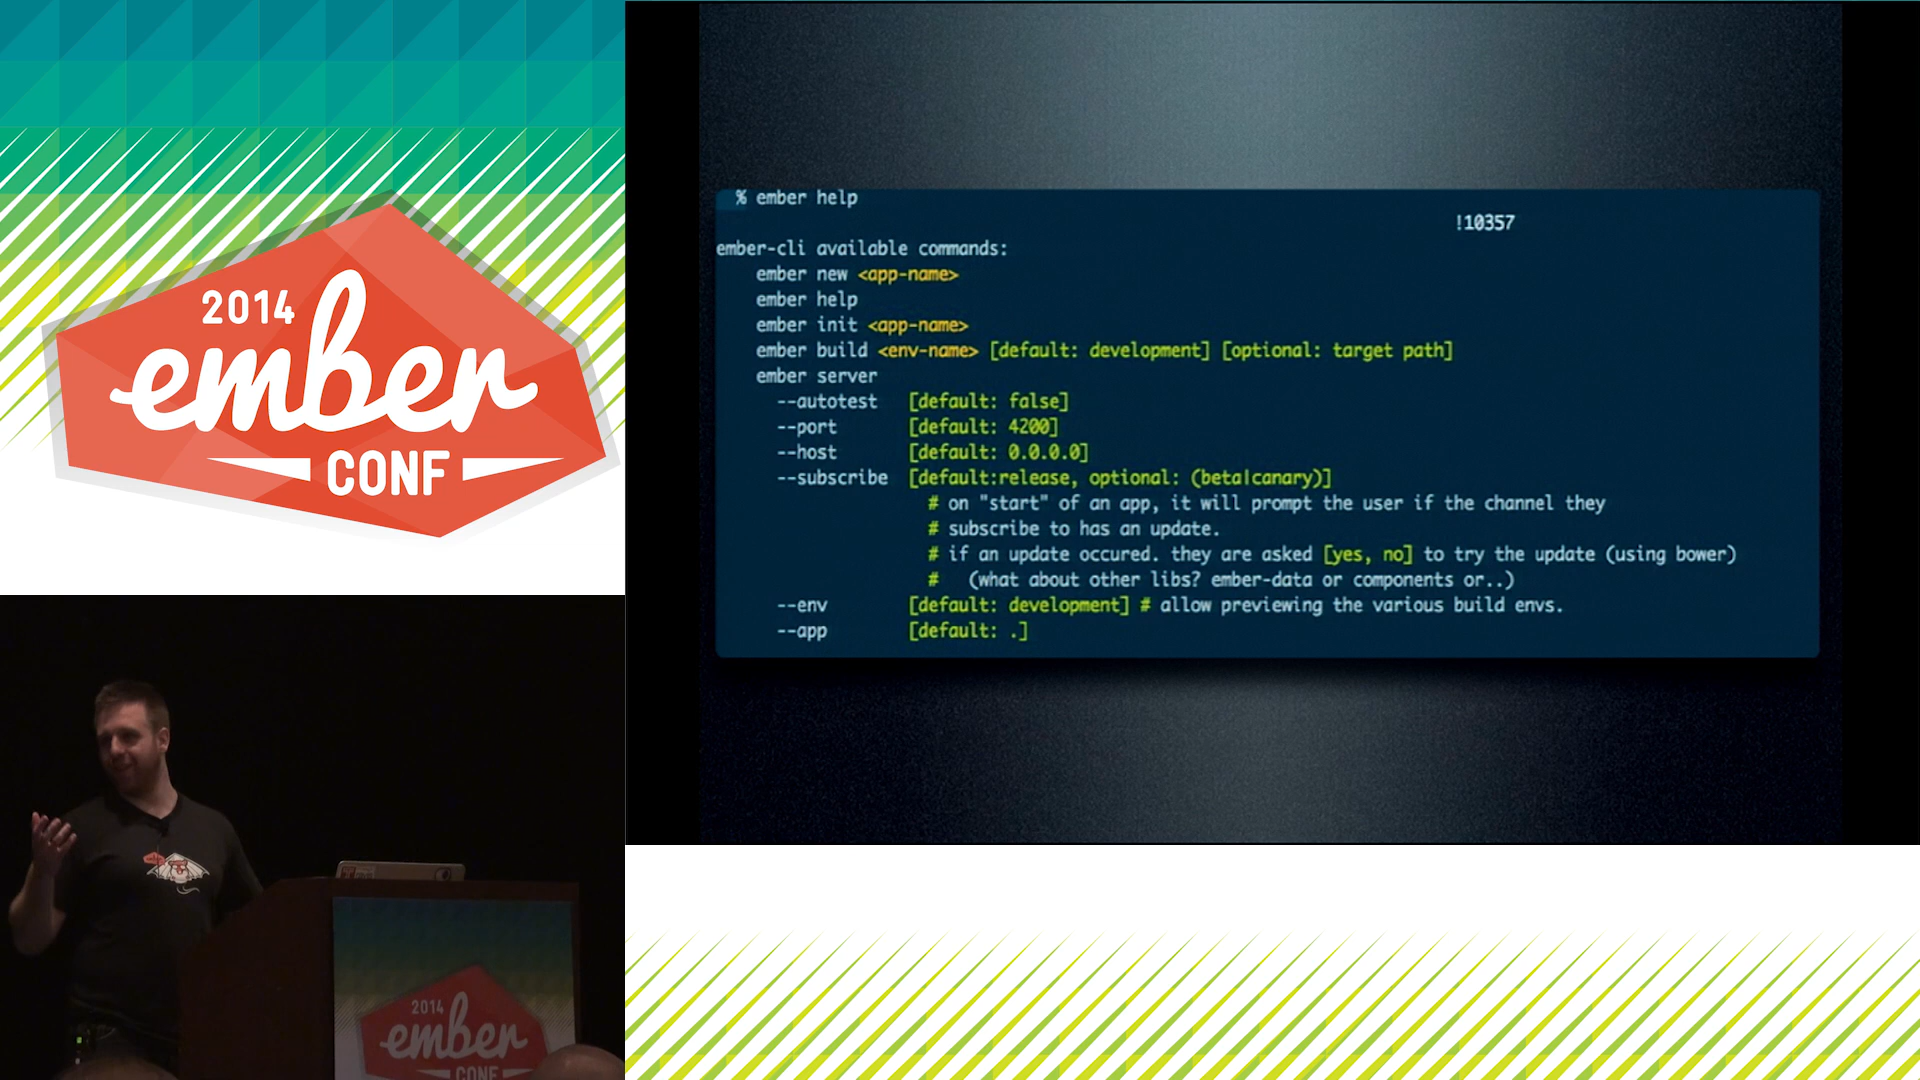 2014
ember
CONF
% ember help
!10357
ember-cli available commands:
ember new <app-name>
ember help
ember init <app-name>
ember build <env-name> [default: development] [optional: target path]
ember server
--autotest [default: false]
--port [default: 4200]
--host [default: 0.0.0.0]
--subscribe [default:release, optional: (beta|canary)]
# on "start" of an app, it will prompt the user if the channel they
# subscribe to has an update.
# if an update occured. they are asked [yes, no] to try the update (using bower)
# (what about other libs? ember-data or components or..)
--env [default: development] # allow previewing the various build envs.
--app [default: .]
2014
ember
CONF